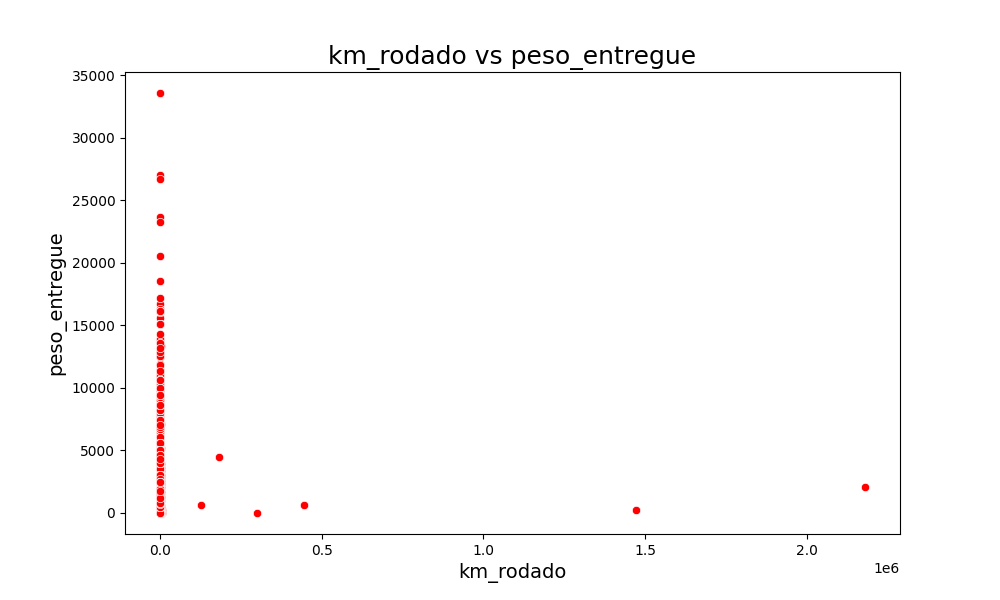 km_rodado vs peso_entregue
35000
30000
25000
20000
15000
10000
5000
0
peso_entregue
0.0 0.5 1.0 1.5 2.0
1e6
km_rodado